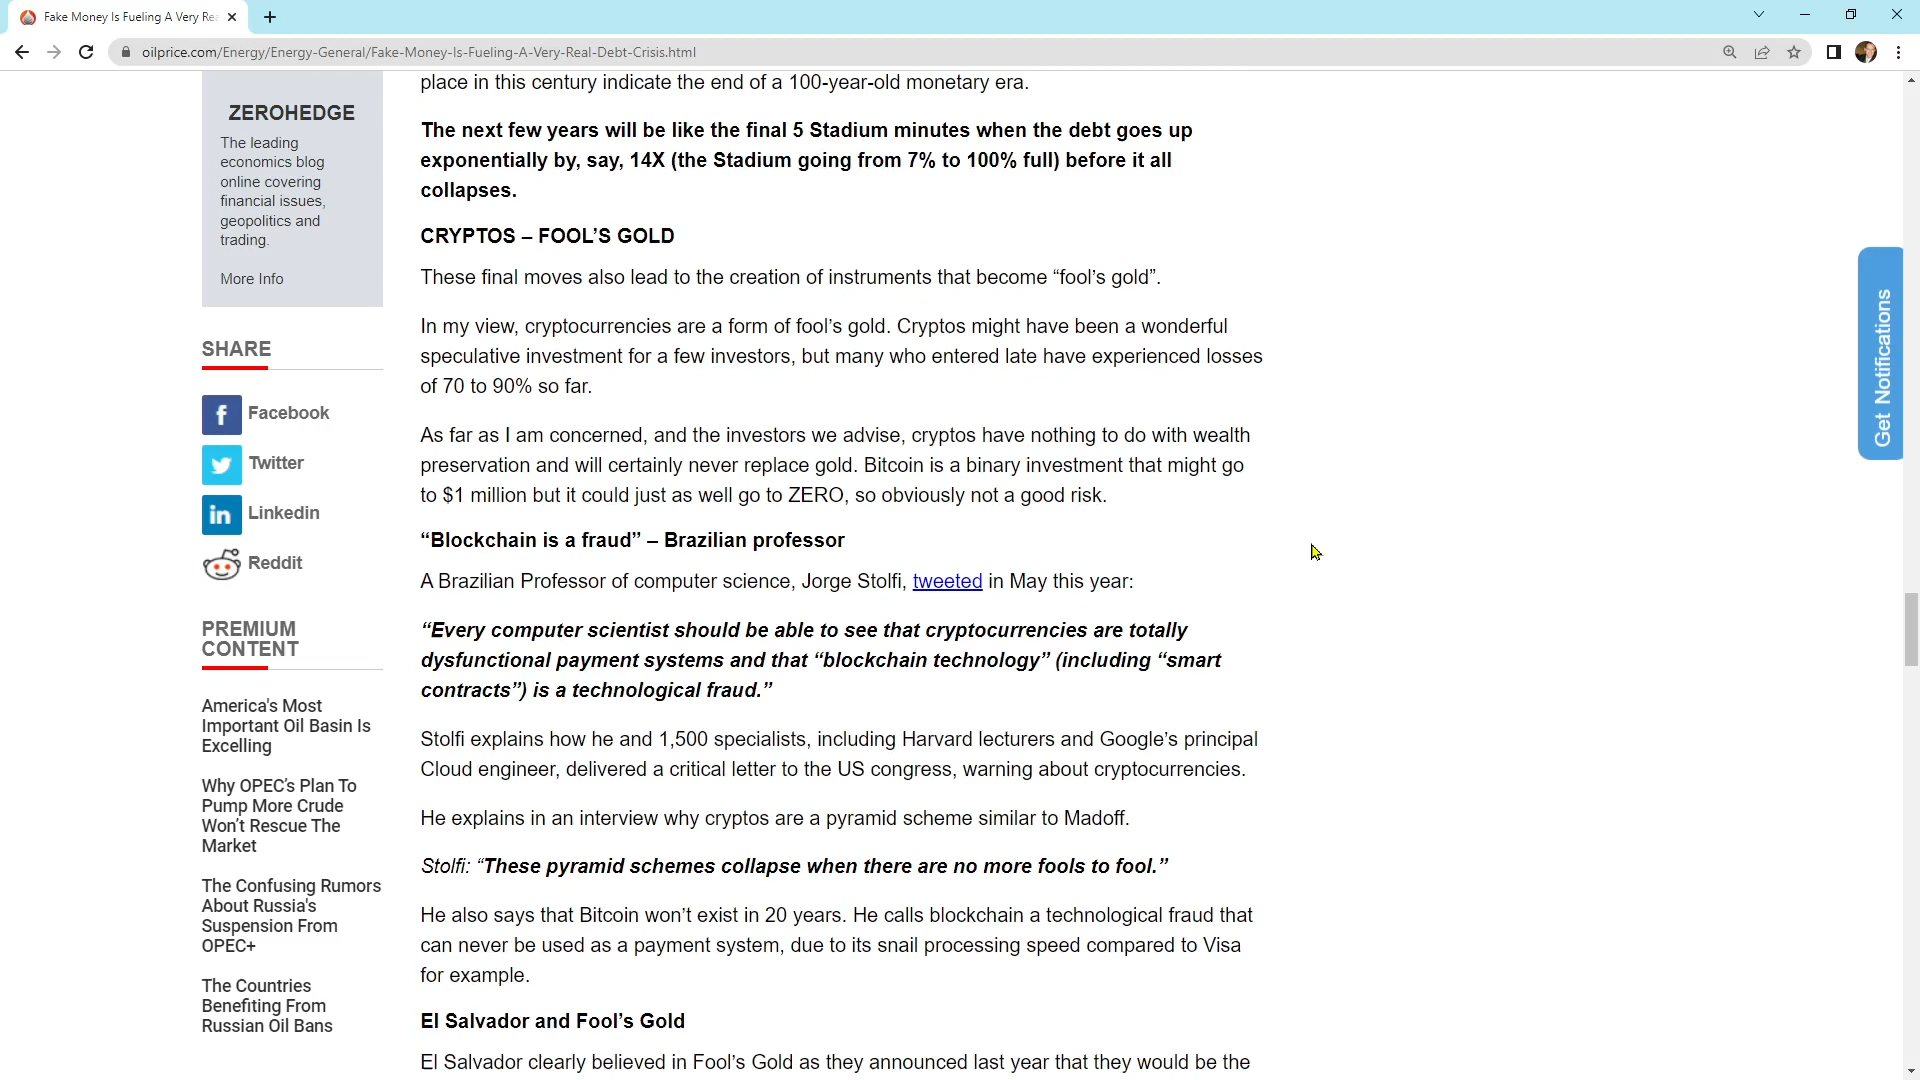 Fake Money Is Fueling A Very Rea
oilprice.com/Energy/Energy-General/Fake-Money-Is-Fueling-A-Very-Real-Debt-Crisis.html
ZEROHEDGE
The leading
economics blog
online covering
financial issues,
geopolitics and
trading.
More Info
SHARE
Facebook
Twitter
Linkedin
Reddit
PREMIUM
CONTENT
America's Most
Important Oil Basin Is
Excelling
Why OPEC’s Plan To
Pump More Crude
Won’t Rescue The
Market
The Confusing Rumors
About Russia's
Suspension From
OPEC+
The Countries
Benefiting From
Russian Oil Bans
place in this century indicate the end of a 100-year-old monetary era.
The next few years will be like the final 5 Stadium minutes when the debt goes up
exponentially by, say, 14X (the Stadium going from 7% to 100% full) before it all
collapses.
CRYPTOS – FOOL’S GOLD
These final moves also lead to the creation of instruments that become “fool’s gold”.
In my view, cryptocurrencies are a form of fool’s gold. Cryptos might have been a wonderful
speculative investment for a few investors, but many who entered late have experienced losses
of 70 to 90% so far.
As far as I am concerned, and the investors we advise, cryptos have nothing to do with wealth
preservation and will certainly never replace gold. Bitcoin is a binary investment that might go
to $1 million but it could just as well go to ZERO, so obviously not a good risk.
“Blockchain is a fraud” – Brazilian professor
A Brazilian Professor of computer science, Jorge Stolfi, tweeted in May this year:
“Every computer scientist should be able to see that cryptocurrencies are totally
dysfunctional payment systems and that “blockchain technology” (including “smart
contracts”) is a technological fraud.”
Stolfi explains how he and 1,500 specialists, including Harvard lecturers and Google’s principal
Cloud engineer, delivered a critical letter to the US congress, warning about cryptocurrencies.
He explains in an interview why cryptos are a pyramid scheme similar to Madoff.
Stolfi: “These pyramid schemes collapse when there are no more fools to fool.”
He also says that Bitcoin won’t exist in 20 years. He calls blockchain a technological fraud that
can never be used as a payment system, due to its snail processing speed compared to Visa
for example.
El Salvador and Fool’s Gold
El Salvador clearly believed in Fool’s Gold as they announced last year that they would be the
Get Notifications